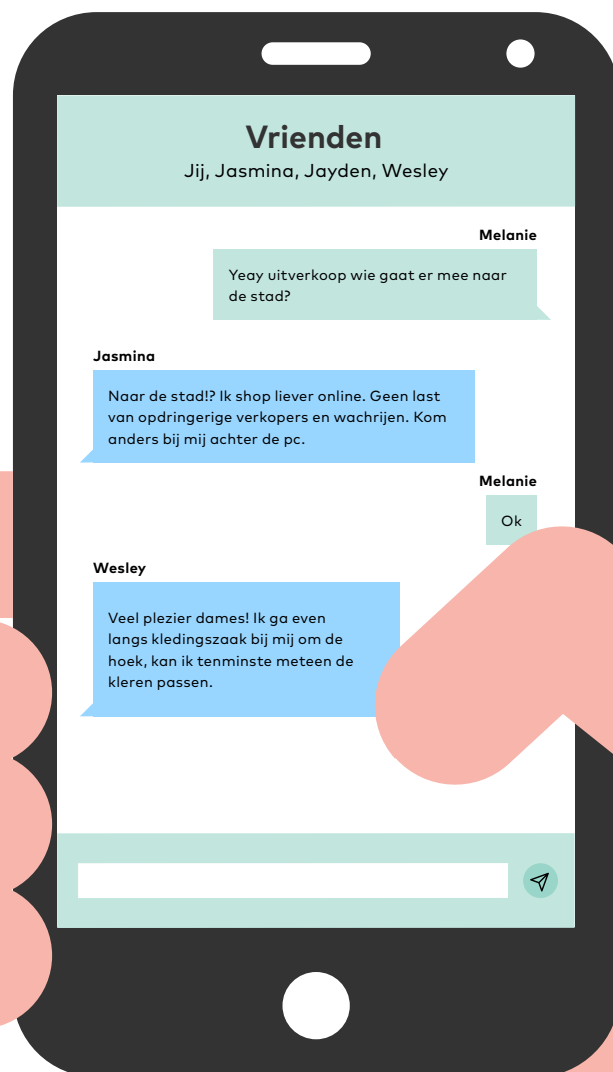 Vrienden
Jij, Jasmina, Jayden, Wesley
Melanie
Yeay uitverkoop wie gaat er mee naar
de stad?
Jasmina
Naar de stad!? Ik shop liever online. Geen last
van opdringerige verkopers en wachrijen. Kom
anders bij mij achter de pc.
Melanie
Ok
Wesley
Veel plezier dames! Ik ga even
langs kledingszaak bij mij om de
hoek, kan ik tenminste meteen de
kleren passen.